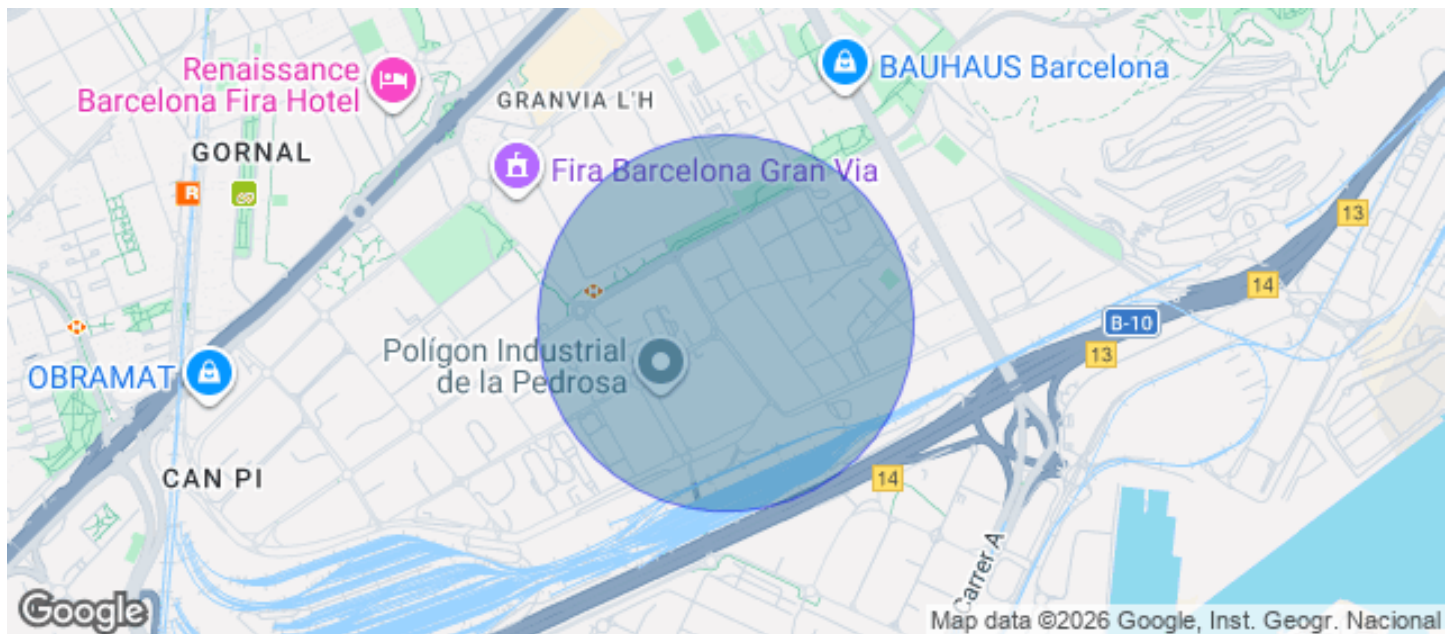 Renaissance
Barcelona Fira Hotel
BAUHAUS Barcelona
GRANVIA L'H
GORNAL
Fira Barcelona Gran Via
R
13
14
B-10
13
Polígon Industrial
de la Pedrosa
OBRAMAT
CAN PI
14
Carrer A
Google
Map data ©2026 Google, Inst. Geogr. Nacional